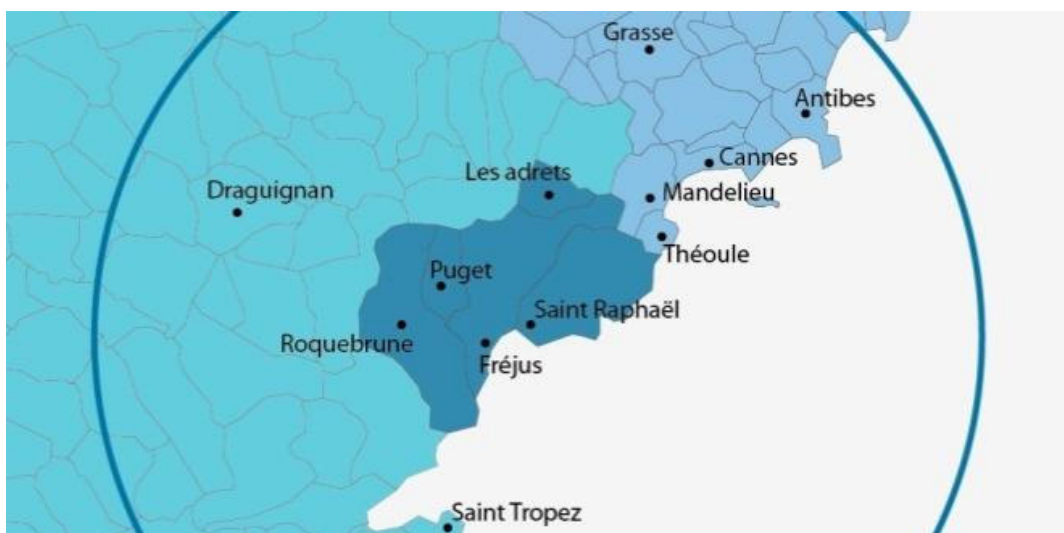 Grasse
Antibes
Cannes
Les adrets
Draguignan
Mandelieu
Théoule
Puget
Saint Raphaël
Roquebrune
Fréjus
Saint Tropez